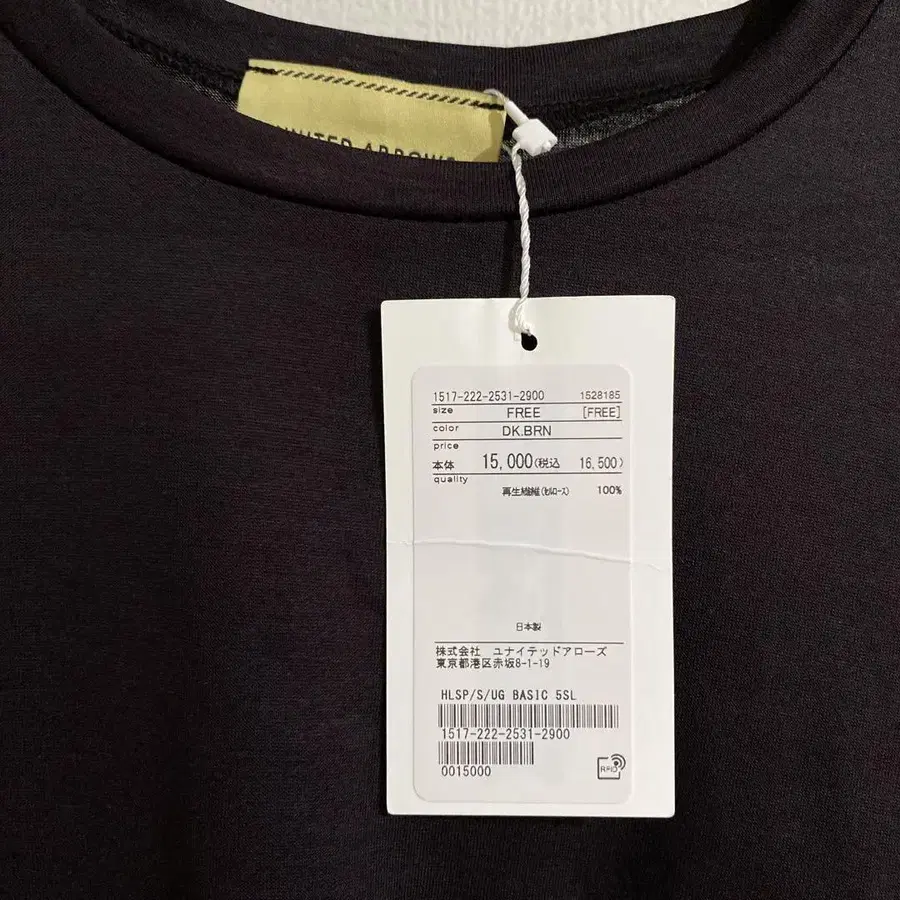 UNITED ARROWS
1517-222-2531-2900 1528185
size FREE [FREE]
color DK.BRN
price
本体 15,000(税込 16,500)
quality
再生繊維(セルロース) 100%
日本製
株式会社 ユナイテッドアローズ
東京都港区赤坂8-1-19
HLSP/S/UG BASIC 5SL
1517-222-2531-2900
0015000
RFID